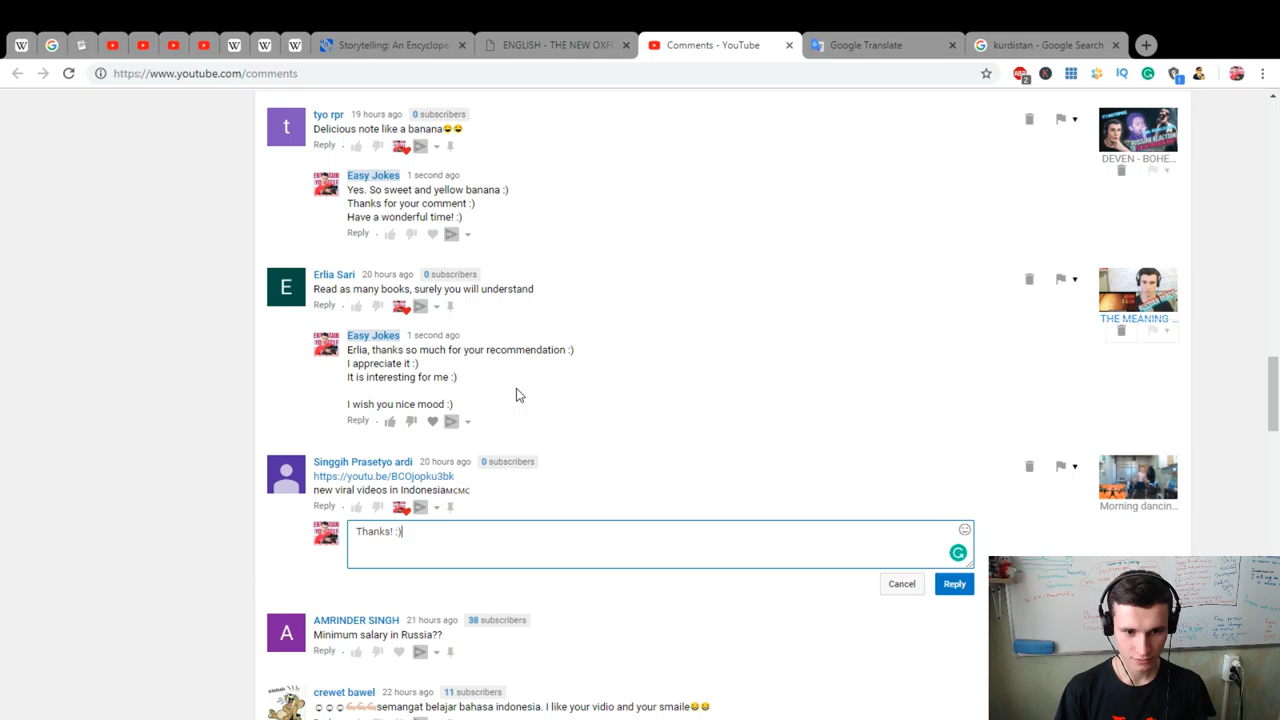 Storytelling: An Encyclope
ENGLISH - THE NEW OXFO
Comments - YouTube
Google Translate
kurdistan - Google Search
https://www.youtube.com/comments
tyo rpr 19 hours ago 0 subscribers
Delicious note like a banana😄😄
Reply
DEVEN - BOHE...
Easy Jokes 1 second ago
Yes. So sweet and yellow banana :)
Thanks for your comment :)
Have a wonderful time! :)
Reply
Erlia Sari 20 hours ago 0 subscribers
Read as many books, surely you will understand
Reply
THE MEANING ...
Easy Jokes 1 second ago
Erlia, thanks so much for your recommendation :)
I appreciate it :)
It is interesting for me :)
I wish you nice mood :)
Reply
Singgih Prasetyo ardi 20 hours ago 0 subscribers
https://youtu.be/BCOjopku3bk
new viral videos in Indonesiaмсмс
Reply
Morning dancin...
Thanks! :)
Cancel Reply
AMRINDER SINGH 21 hours ago 38 subscribers
Minimum salary in Russia??
Reply
crewet bawel 22 hours ago 11 subscribers
semangat belajar bahasa indonesia. I like your vidio and your smaile😄😄